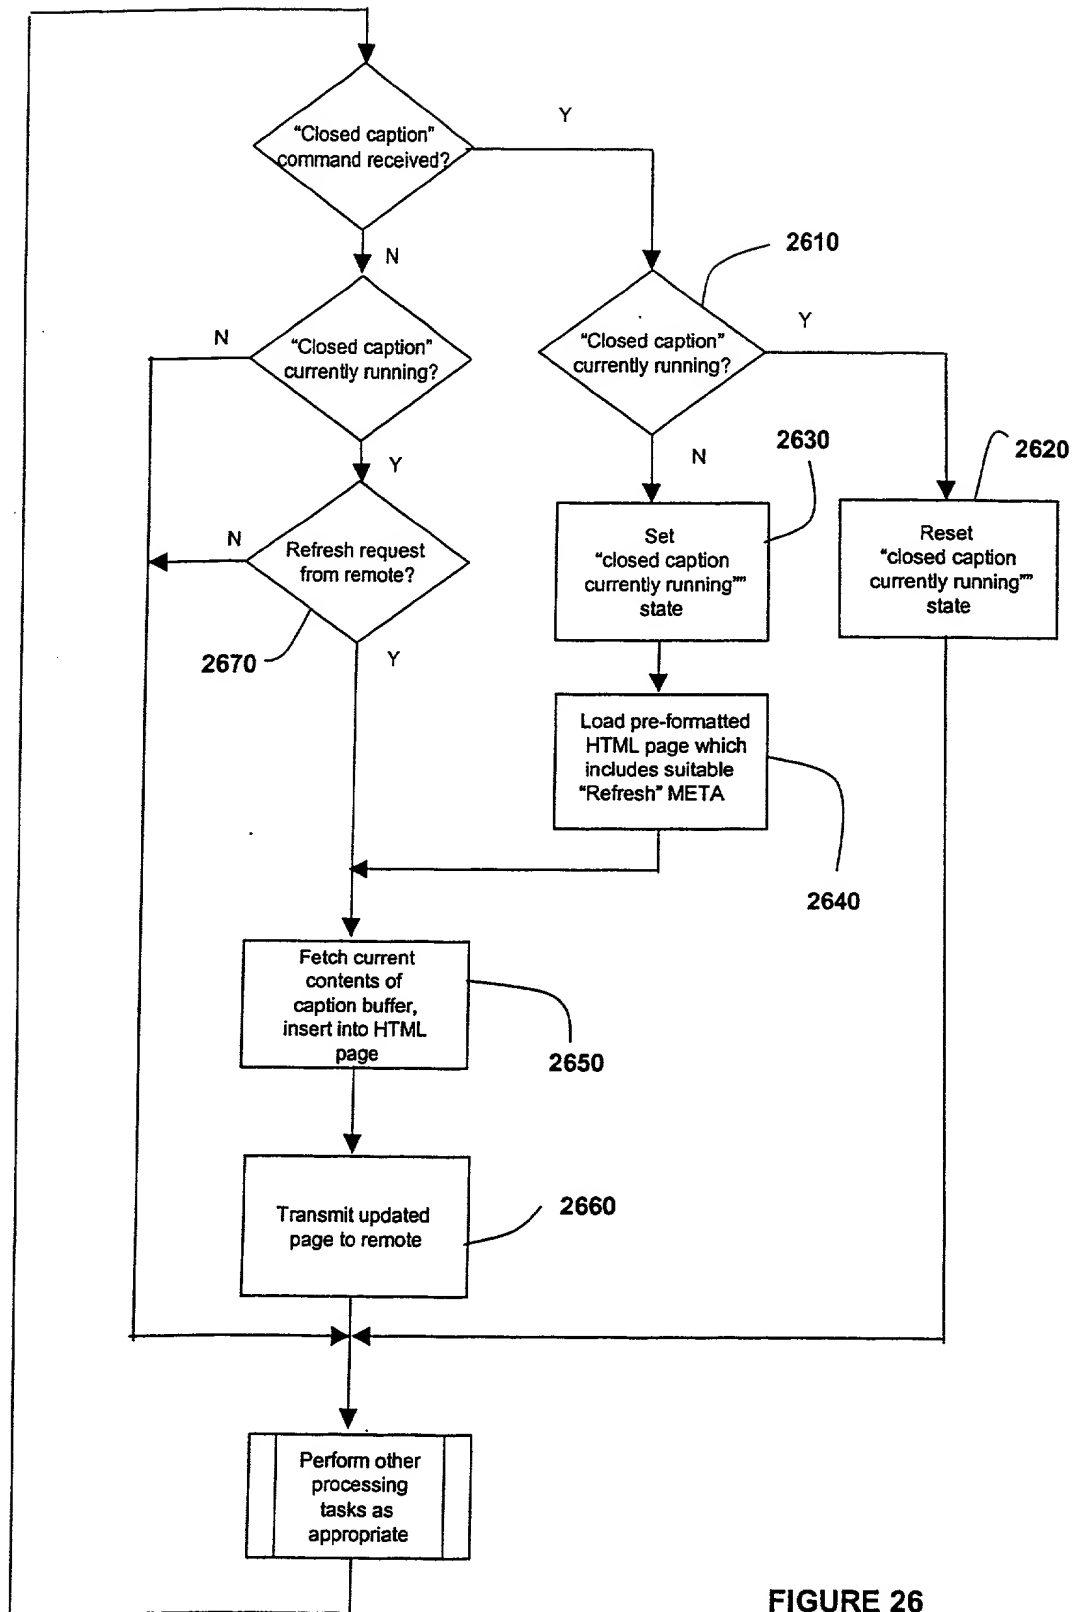 "Closed caption"
command received?
Y
N
2610
"Closed caption"
currently running?
N
Y
"Closed caption"
currently running?
Y
N
2630
2620
Refresh request
from remote?
N
2670
Y
Set
"closed caption
currently running""
state
Reset
"closed caption
currently running""
state
Load pre-formatted
HTML page which
includes suitable
"Refresh" META
2640
Fetch current
contents of
caption buffer,
insert into HTML
page
2650
Transmit updated
page to remote
2660
Perform other
processing
tasks as
appropriate
FIGURE 26